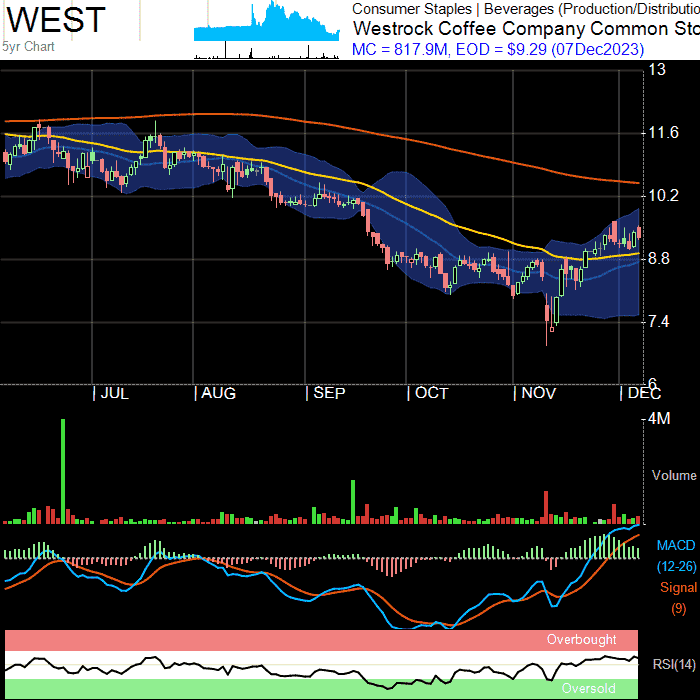 WEST
5yr Chart
Consumer Staples | Beverages (Production/Distributio
Westrock Coffee Company Common Sto
MC = 817.9M, EOD = $9.29 (07Dec2023)
13
11.6
10.2
8.8
7.4
6
JUL AUG SEP OCT NOV DEC
4M
Volume
MACD
(12-26)
Signal
(9)
Overbought
RSI(14)
Oversold